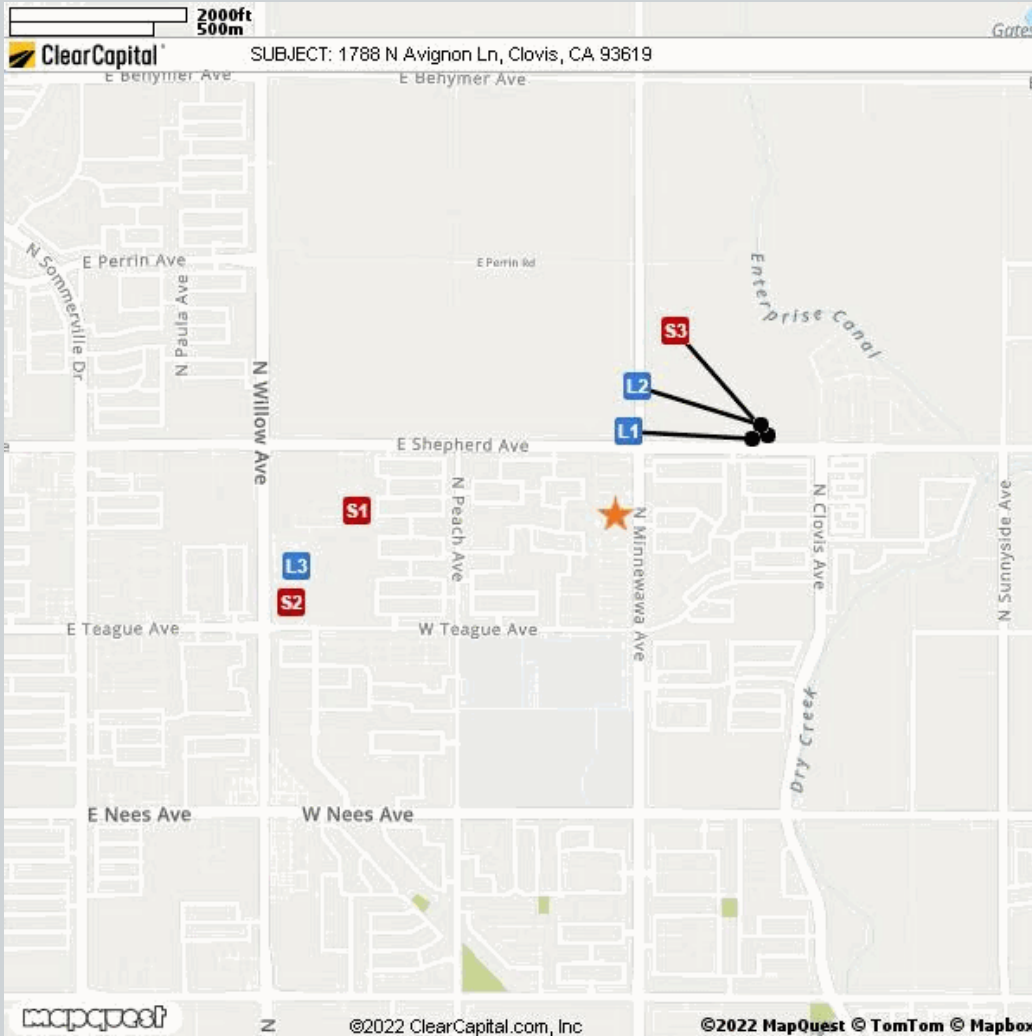 2000ft
500m
ClearCapital
SUBJECT: 1788 N Avignon Ln, Clovis, CA 93619
E Behymer Ave
E Behymer Ave
N Sommerville Dr
E Perrin Ave
N Paula Ave
E Perrin Rd
Enterprise Canal
S3
N Willow Ave
L2
L1
E Shepherd Ave
S1
N Peach Ave
N Minnewawa Ave
N Clovis Ave
N Sunnyside Ave
L3
S2
E Teague Ave
W Teague Ave
Dry Creek
E Nees Ave
W Nees Ave
mapquest
N
©2022 ClearCapital.com, Inc
©2022 MapQuest © TomTom © Mapbox